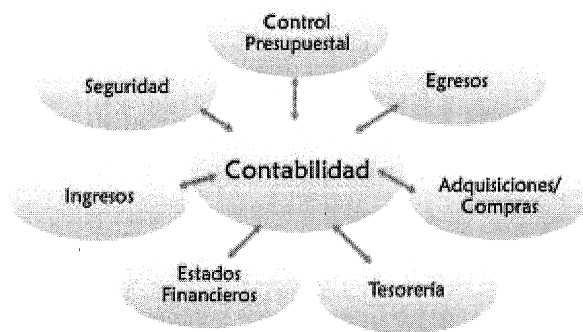 Control
Presupuestal
Seguridad
Egresos
Contabilidad
Ingresos
Adquisiciones/
Compras
Estados
Financieros
Tesorería